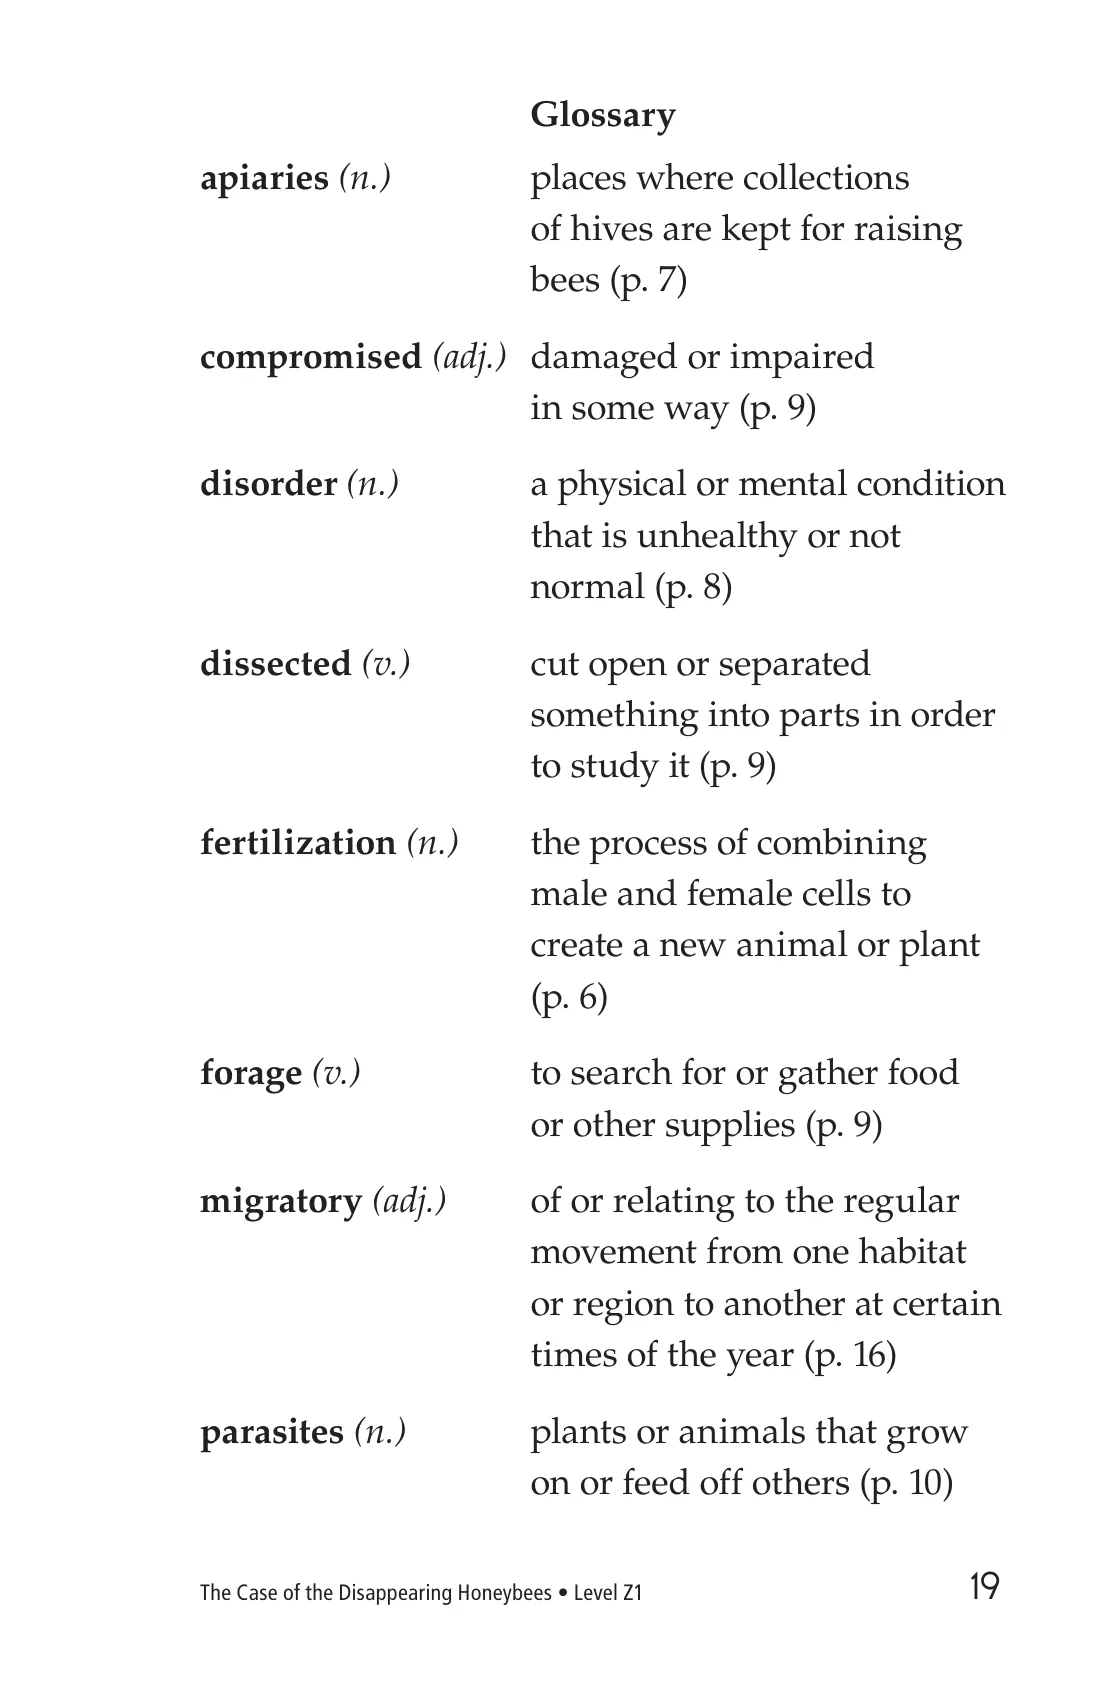 Glossary
apiaries (n.) places where collections
of hives are kept for raising
bees (p. 7)
compromised (adj.) damaged or impaired
in some way (p. 9)
disorder (n.) a physical or mental condition
that is unhealthy or not
normal (p. 8)
dissected (v.) cut open or separated
something into parts in order
to study it (p. 9)
fertilization (n.) the process of combining
male and female cells to
create a new animal or plant
(p. 6)
forage (v.) to search for or gather food
or other supplies (p. 9)
migratory (adj.) of or relating to the regular
movement from one habitat
or region to another at certain
times of the year (p. 16)
parasites (n.) plants or animals that grow
on or feed off others (p. 10)
The Case of the Disappearing Honeybees • Level Z1 19